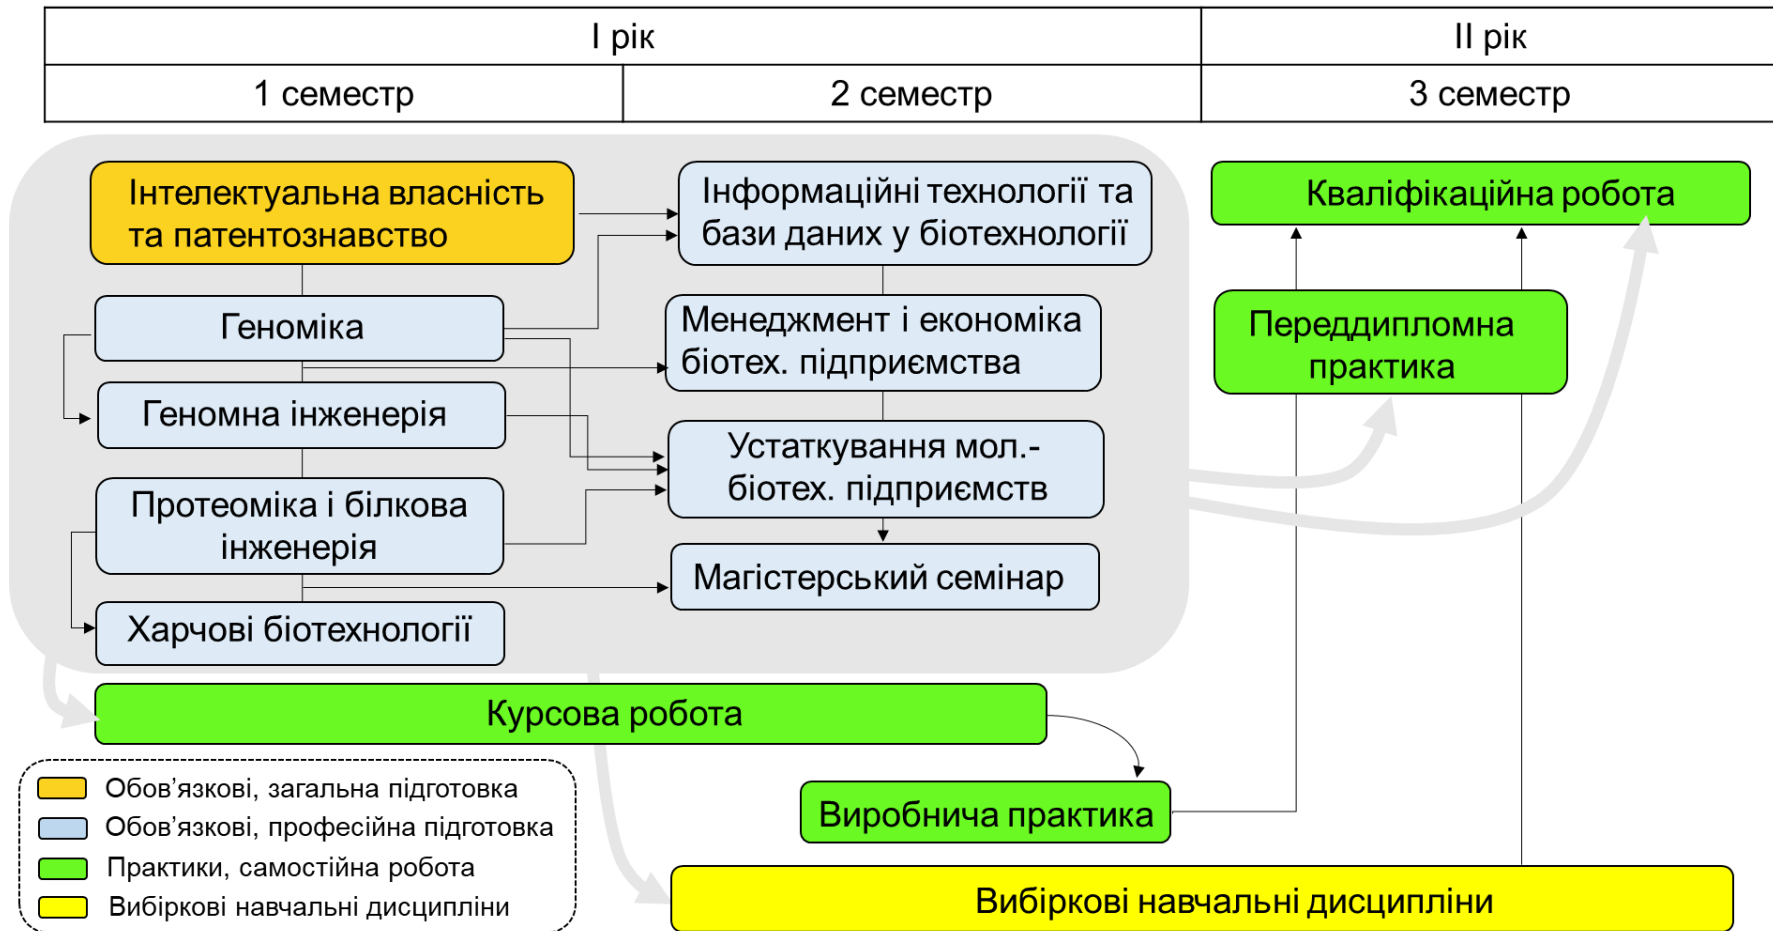 І рік
ІІ рік
1 семестр
2 семестр
3 семестр
Інтелектуальна власність
та патентознавство
Геноміка
Геномна інженерія
Протеоміка і білкова
інженерія
Харчові біотехнології
Інформаційні технології та
бази даних у біотехнології
Менеджмент і економіка
біотех. підприємства
Устаткування мол.-
біотех. підприємств
Магістерський семінар
Кваліфікаційна робота
Переддипломна
практика
Курсова робота
Виробнича практика
Вибіркові навчальні дисципліни
Обов’язкові, загальна підготовка
Обов’язкові, професійна підготовка
Практики, самостійна робота
Вибіркові навчальні дисципліни